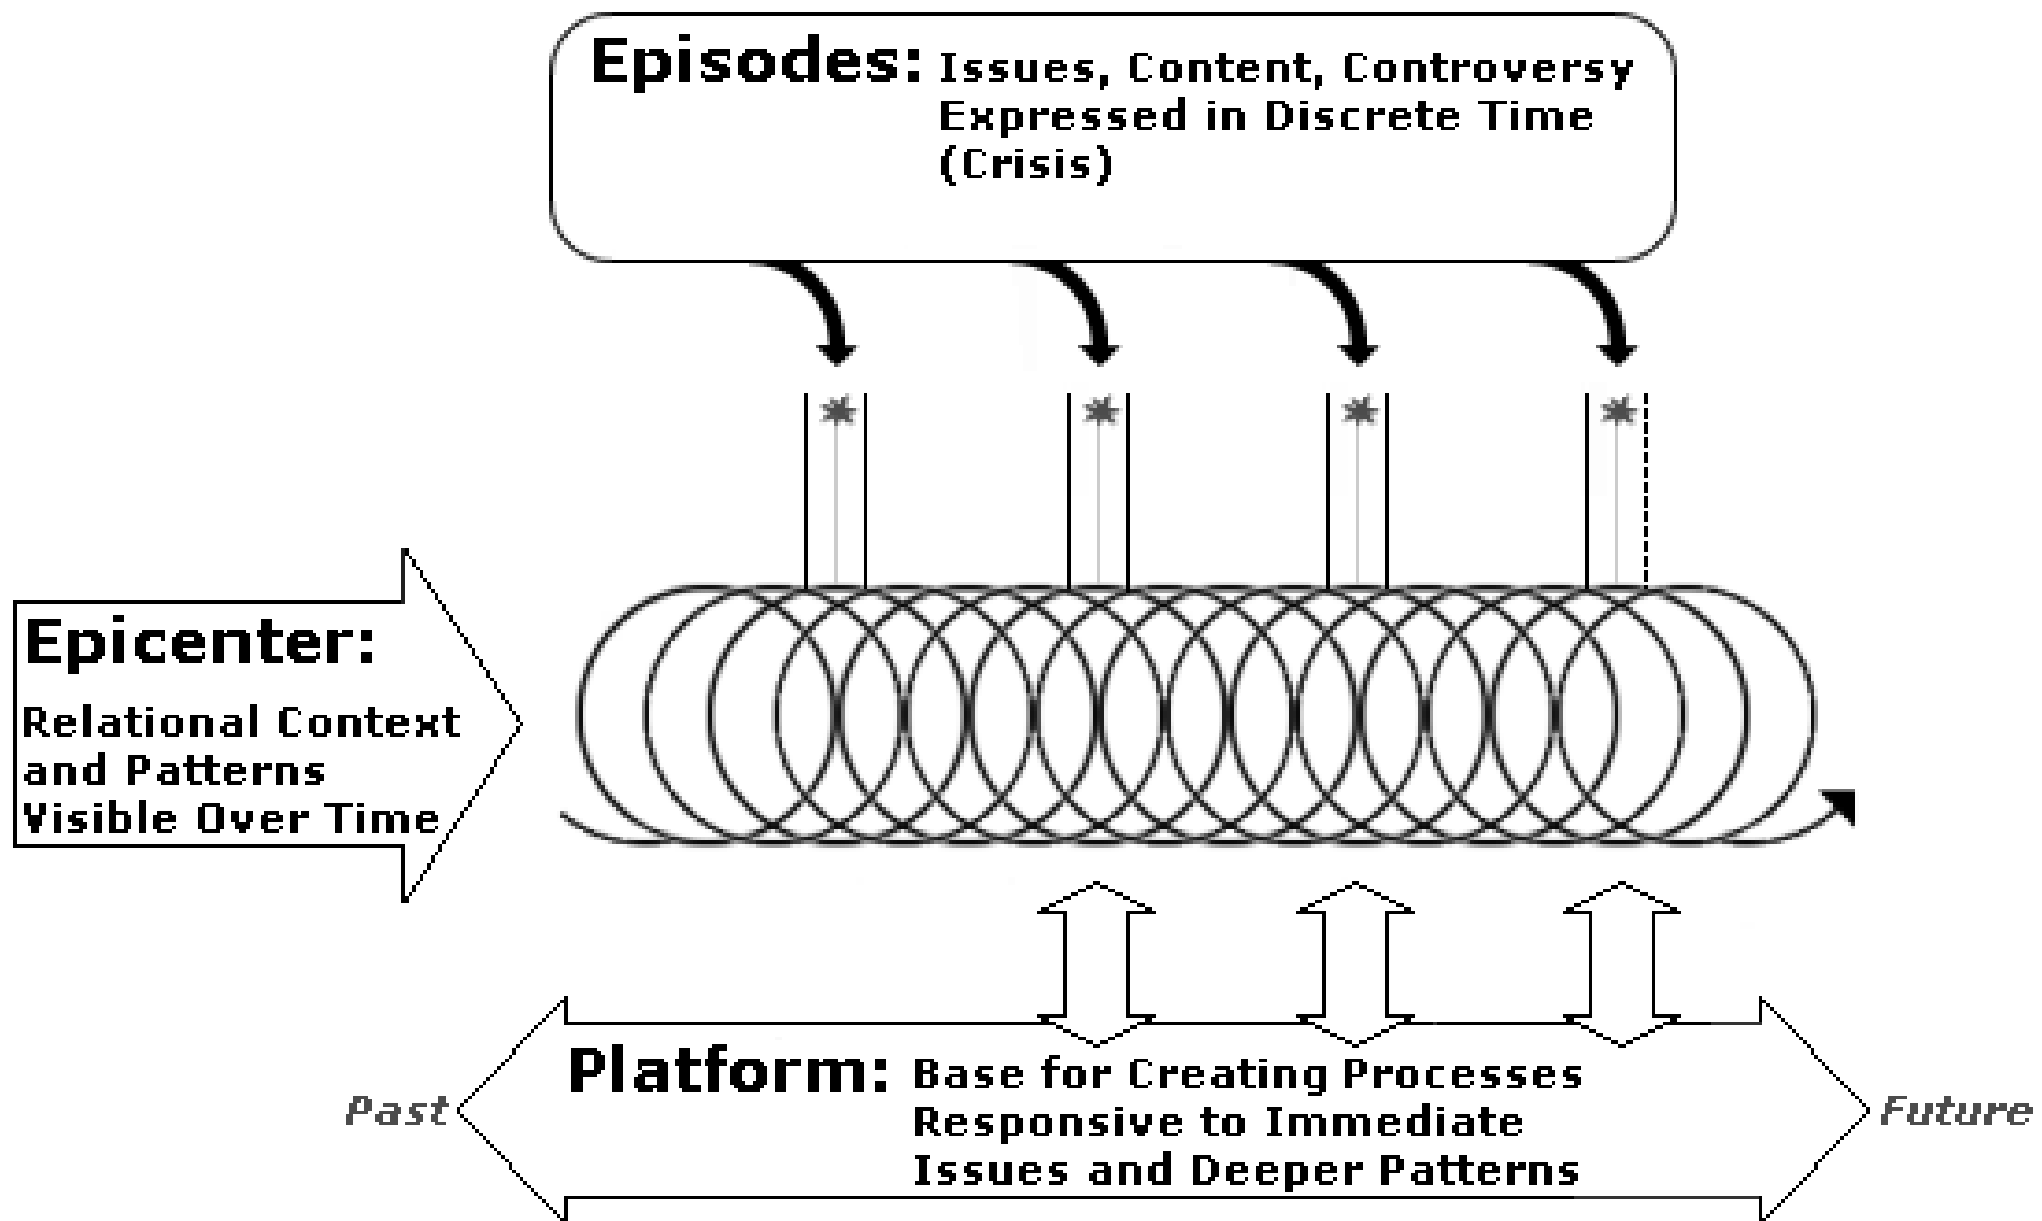 Episodes: Issues, Content, Controversy
Expressed in Discrete Time
(Crisis)
Epicenter:
Relational Context
and Patterns
Visible Over Time
Platform: Base for Creating Processes
Responsive to Immediate
Issues and Deeper Patterns
Past
Future